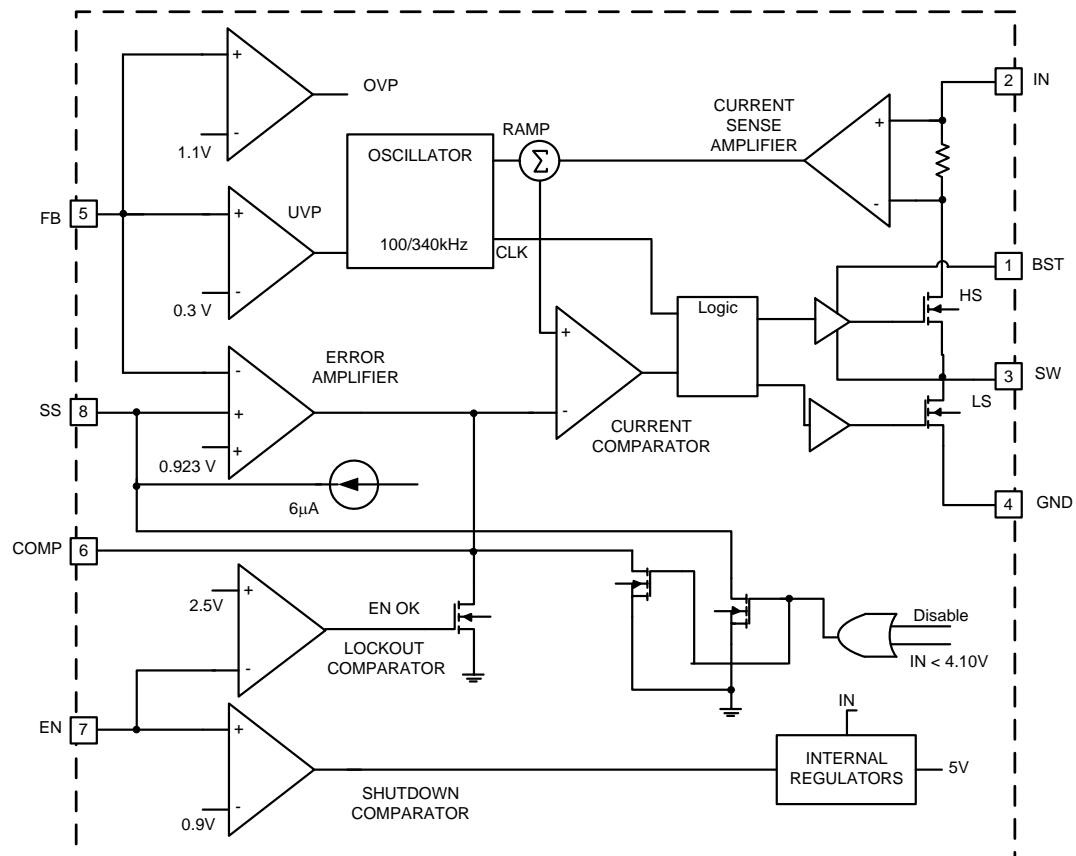 OVP
1.1V
+
-
OSCILLATOR
100/340kHz
RAMP
Σ
CURRENT
SENSE
AMPLIFIER
+
-
2
IN
FB
5
UVP
+
-
0.3 V
CLK
1
BST
HS
Logic
ERROR
AMPLIFIER
-
+
+
0.923 V
SS
8
+
-
CURRENT
COMPARATOR
3
SW
LS
6µA
4
GND
COMP
6
2.5V
+
-
EN OK
LOCKOUT
COMPARATOR
Disable
IN < 4.10V
EN
7
+
-
0.9V
SHUTDOWN
COMPARATOR
IN
INTERNAL
REGULATORS
5V